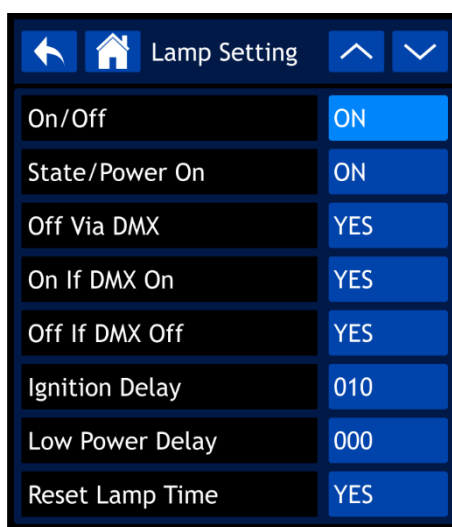 Lamp Setting
On/Off ON
State/Power On ON
Off Via DMX YES
On If DMX On YES
Off If DMX Off YES
Ignition Delay 010
Low Power Delay 000
Reset Lamp Time YES